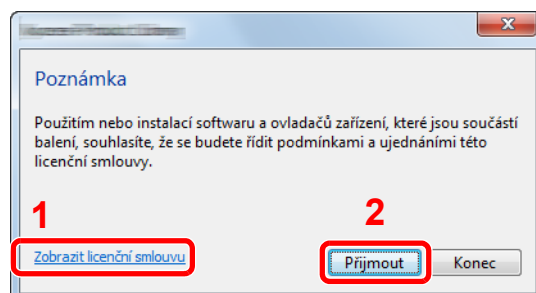 Poznámka
Použitím nebo instalací softwaru a ovladačů zařízení, které jsou součástí
balení, souhlasíte, že se budete řídit podmínkami a ujednáními této
licenční smlouvy.
1
2
Zobrazit licenční smlouvu
Přijmout
Konec